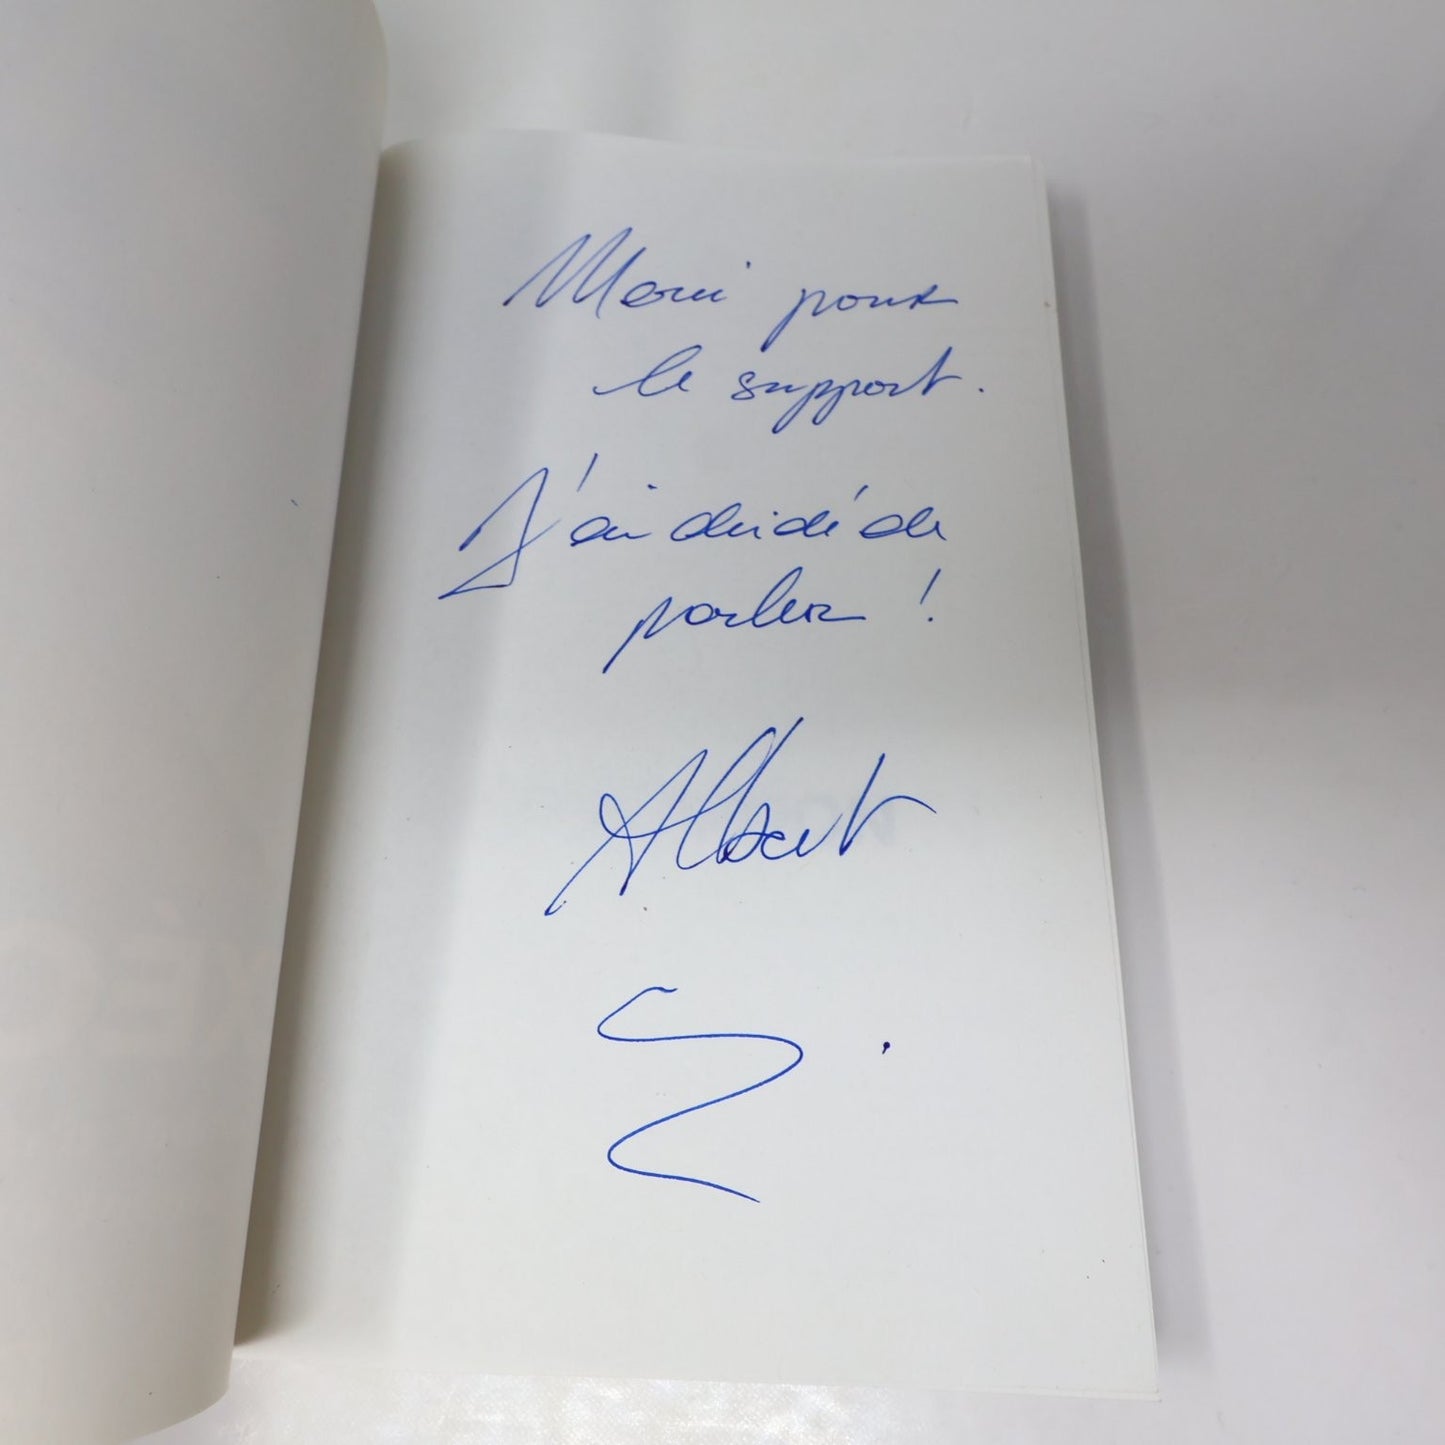 Merci pour
le support.
J'ai décidé de
parler !
Albert